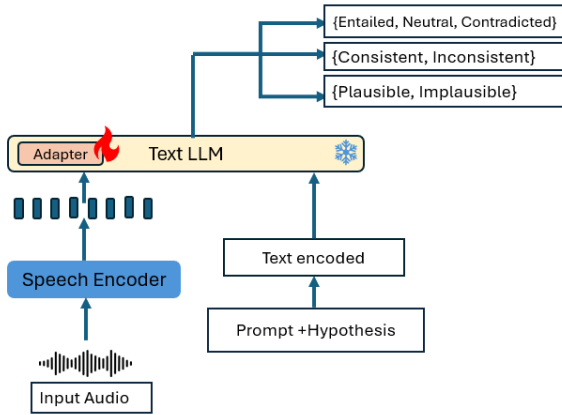 {Entailed, Neutral, Contradicted}
{Consistent, Inconsistent}
{Plausible, Implausible}
Adapter
Text LLM
Text encoded
Speech Encoder
Prompt +Hypothesis
Input Audio